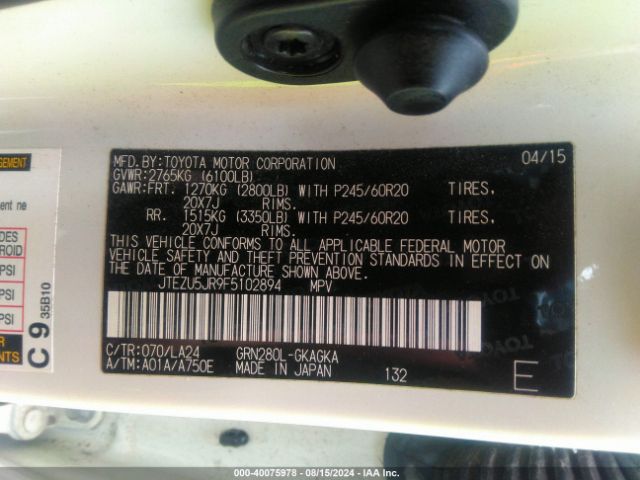 MFD. BY: TOYOTA MOTOR CORPORATION 04/15
GVWR: 2765KG (6100LB)
GAWR: FRT. 1270KG (2800LB) WITH P245/60R20 TIRES,
20X7J RIMS.
RR. 1515KG (3350LB) WITH P245/60R20 TIRES,
20X7J RIMS.
THIS VEHICLE CONFORMS TO ALL APPLICABLE FEDERAL MOTOR
VEHICLE SAFETY AND THEFT PREVENTION STANDARDS IN EFFECT
ON THE DATE OF MANUFACTURE SHOWN ABOVE.
JTEZU5JR9F5102894 MPV
C/TR: 070/LA24 GRN280L-GKAGKA
A/TM: A01A/A750E MADE IN JAPAN 132 E
ent ne
DES
ROID
PSI
PSI
C 9 35B10
000-40075978 - 08/15/2024 - IAA Inc.